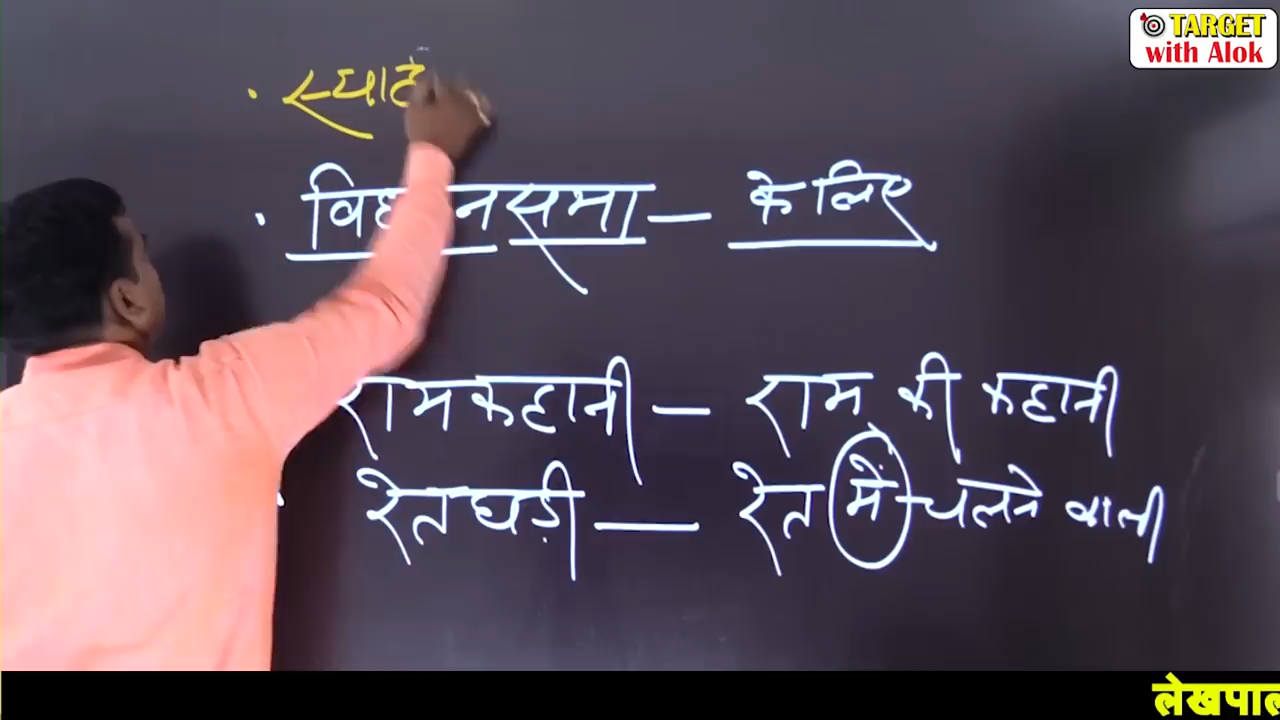 TARGET
with Alok
विधानसभा — के लिए
रामकहानी — राम की कहानी
रेतघड़ी — रेत में चलने वाली
लेखपाल